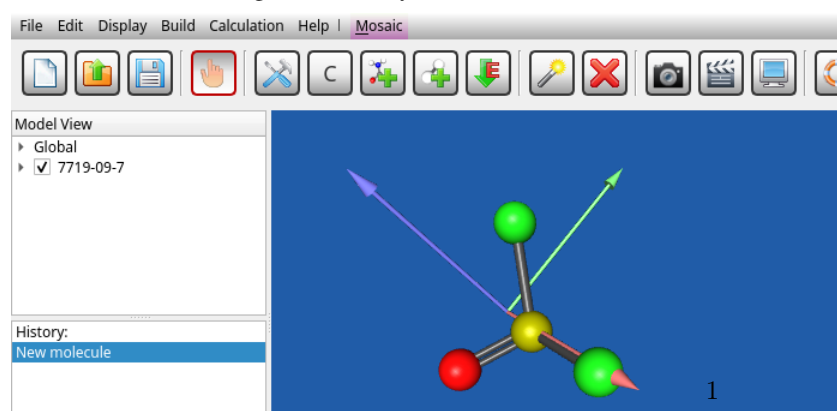 File Edit Display Build Calculation Help Mosaic
C E
Model View
Global
7719-09-7
History:
New molecule
1